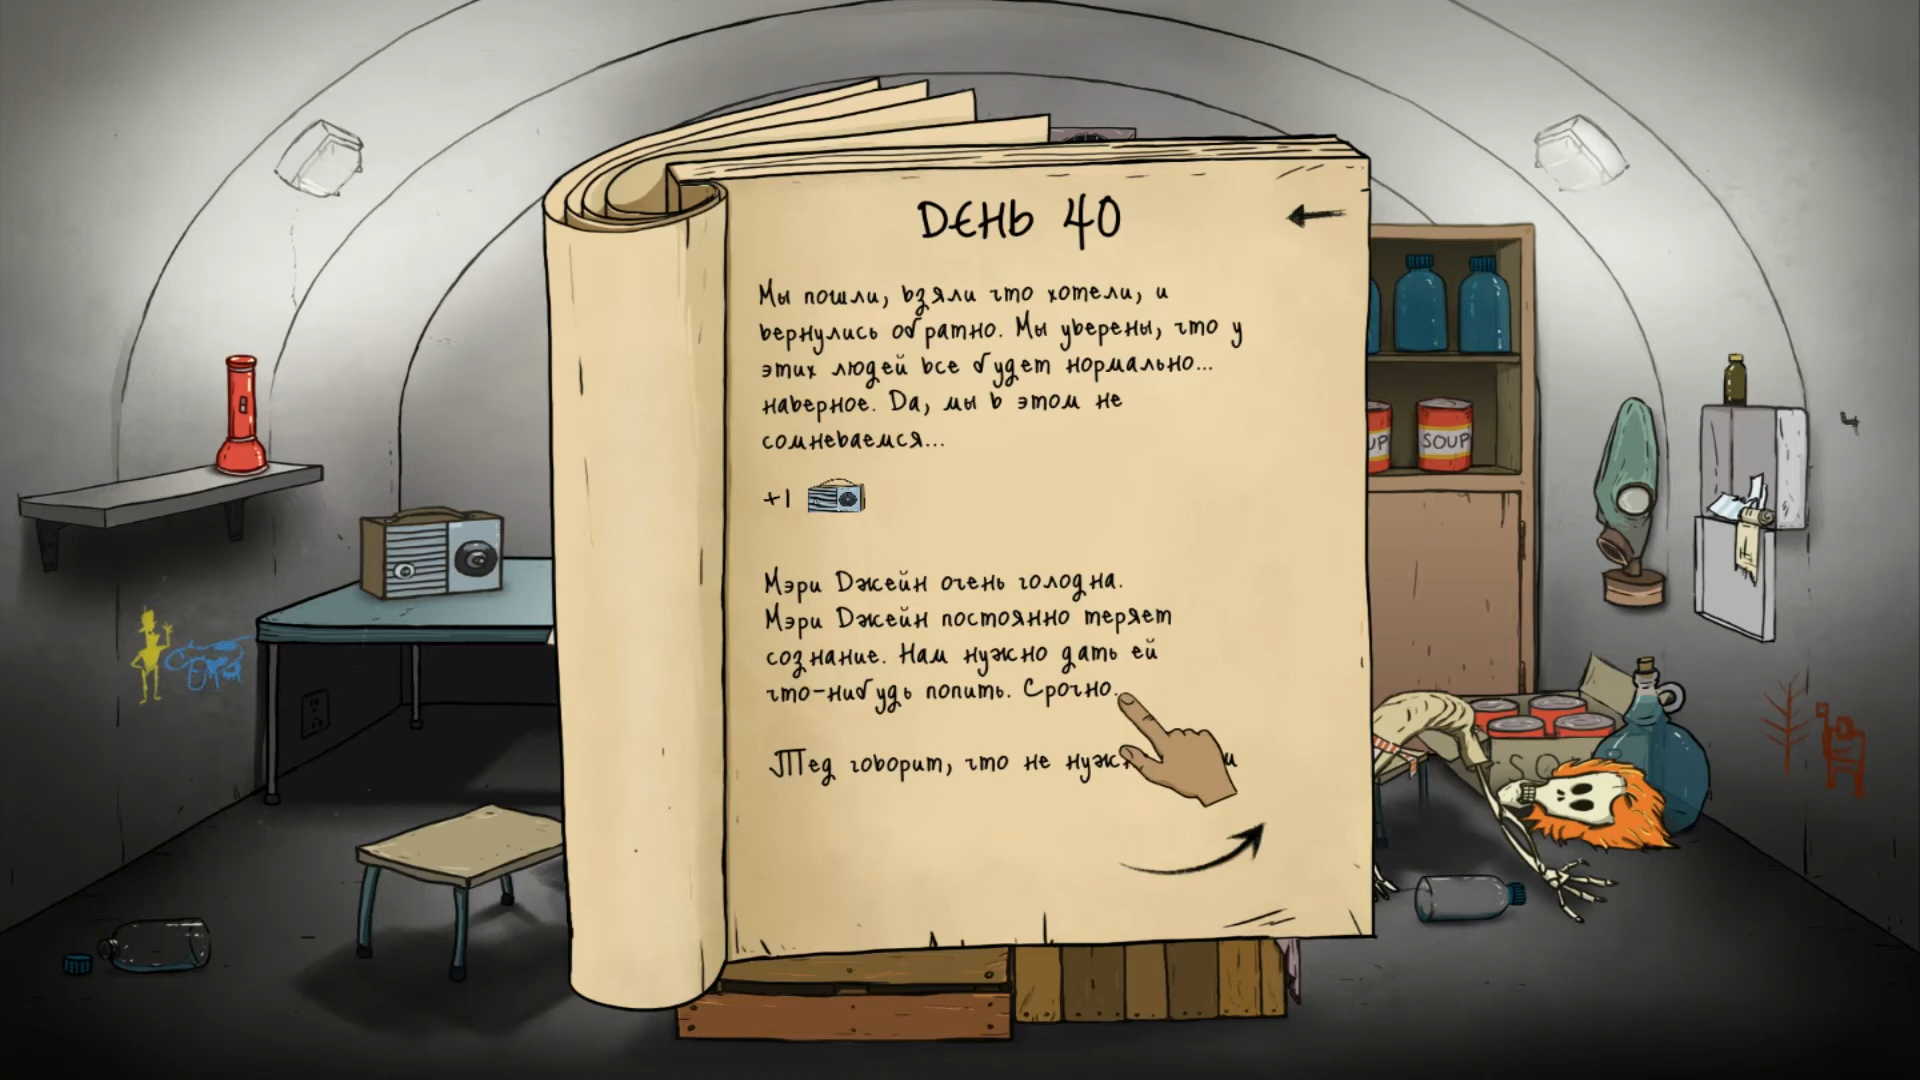 ДЕНЬ 40
Мы пошли, взяли что хотели, и
вернулись обратно. Мы уверены, что у
этих людей все будет нормально...
наверное. Да, мы в этом не
сомневаемся...
+1
Мэри Джейн очень голодна.
Мэри Джейн постоянно теряет
сознание. Нам нужно дать ей
что-нибудь попить. Срочно.
Тед говорит, что не
SOUP
UP